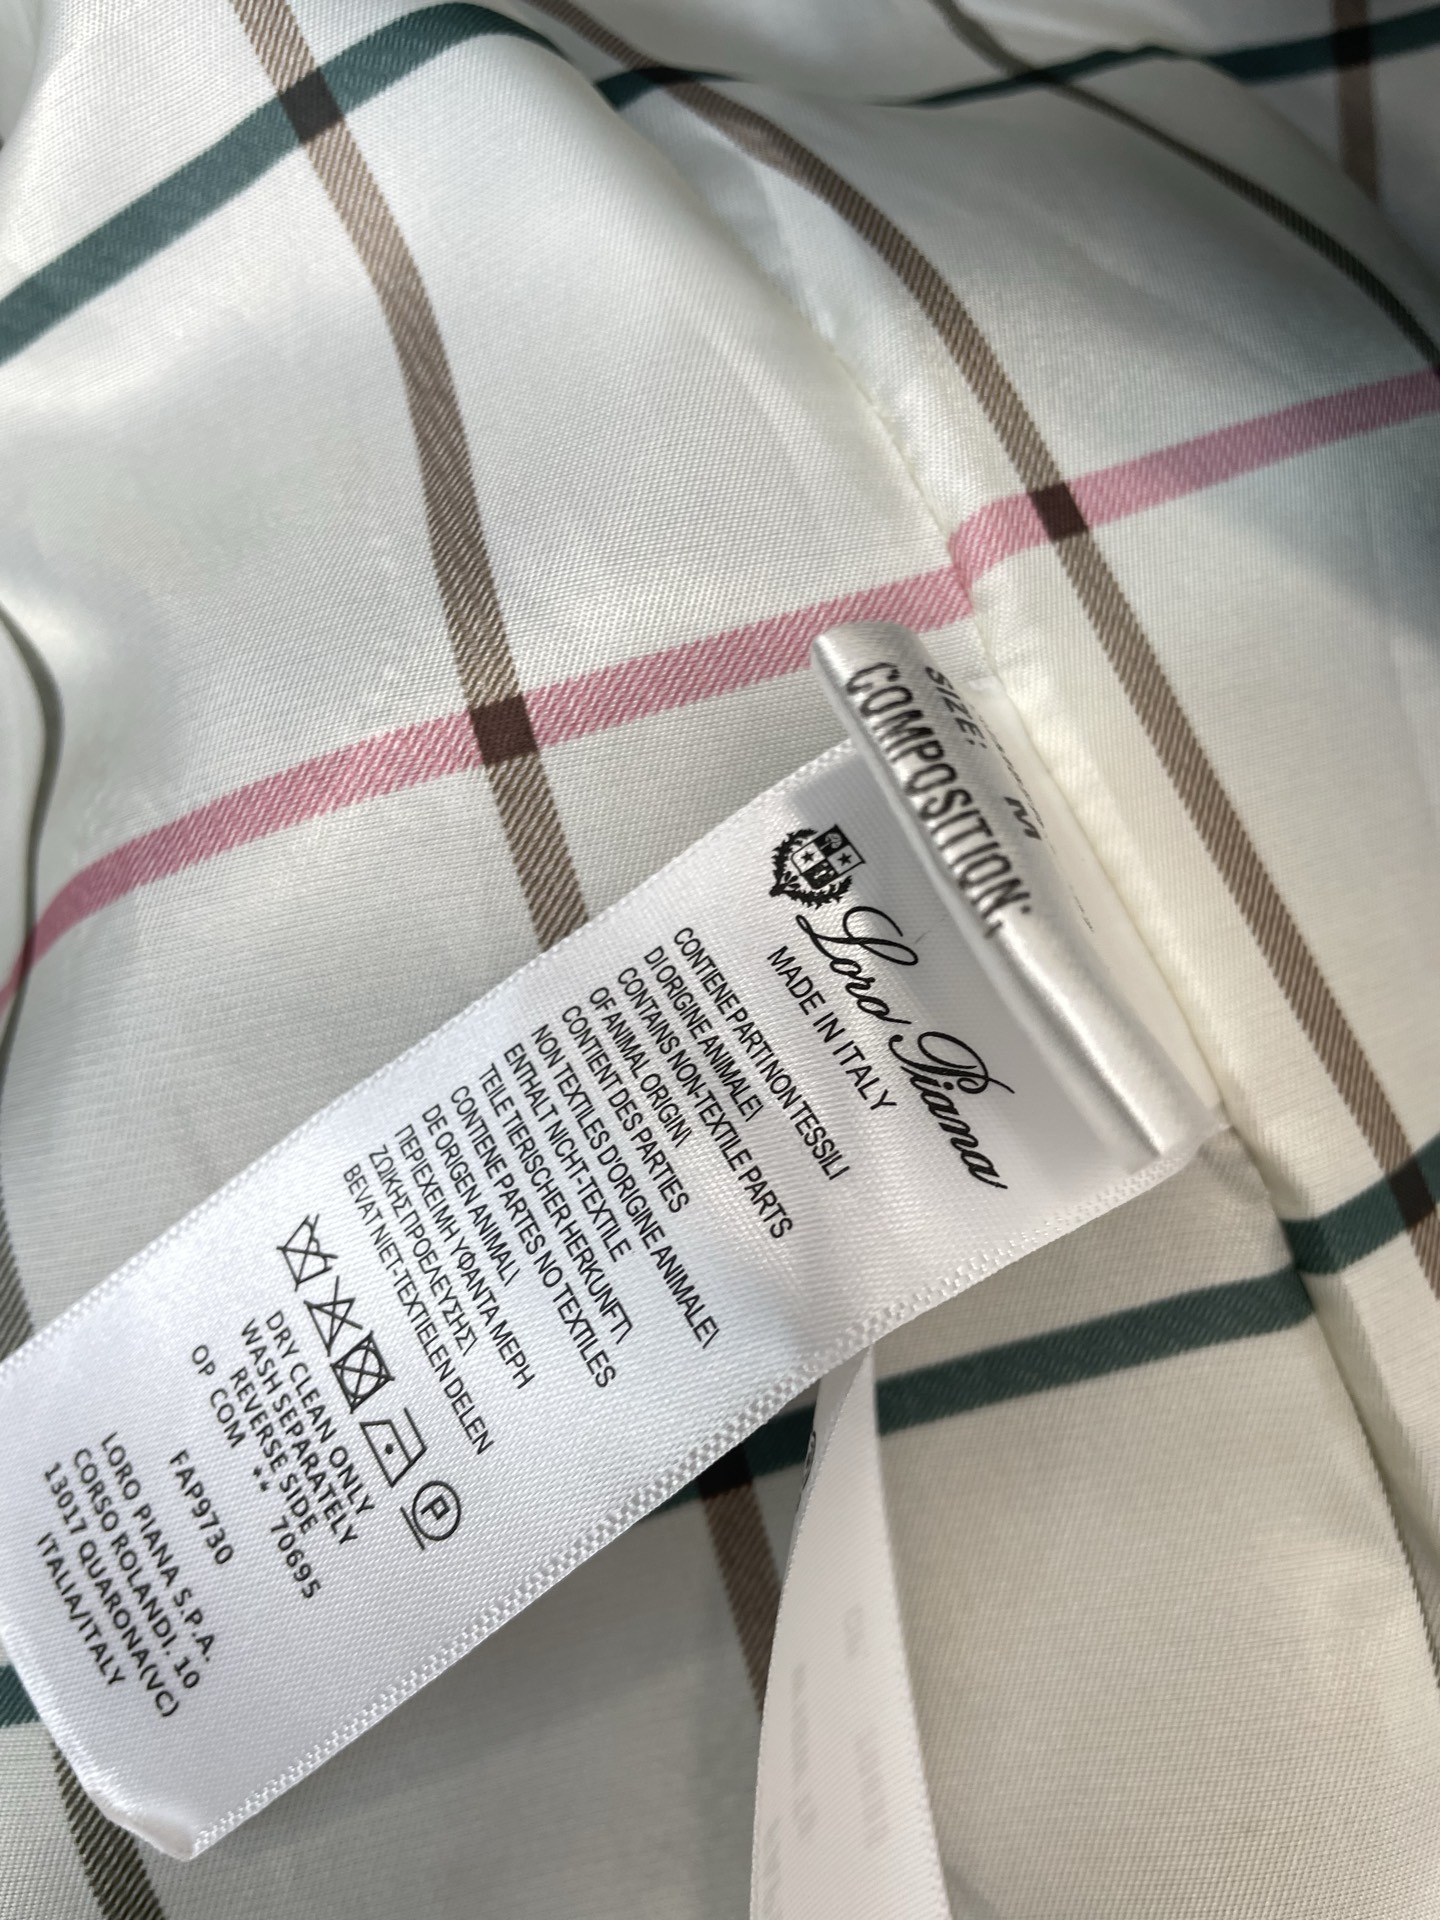 SIZE:
M
COMPOSITION:
Loro Piana
MADE IN ITALY
CONTIENE PARTI NON TESSILI
DI ORIGINE ANIMALE\
CONTAINS NON-TEXTILE PARTS
OF ANIMAL ORIGIN\
CONTIENT DES PARTIES
NON TEXTILES D'ORIGINE ANIMALE\
ENTHALT NICHT-TEXTILE
TEILE TIERISCHER HERKUNFT\
CONTIENE PARTES NO TEXTILES
DE ORIGEN ANIMAL\
ΠΕΡΙΕΧΕΙ ΜΗ ΥΦΑΝΤΑ ΜΕΡΗ
ΖΩΙΚΗΣ ΠΡΟΕΛΕΥΣΗΣ\
BEVAT NIET-TEXTIELEN DELEN
P
DRY CLEAN ONLY
WASH SEPARATELY
REVERSE SIDE 70695
OP COM **
FAP9730
LORO PIANA S.P.A.
CORSO ROLANDI. 10
13017 QUARONA(VC)
ITALIA/ITALY